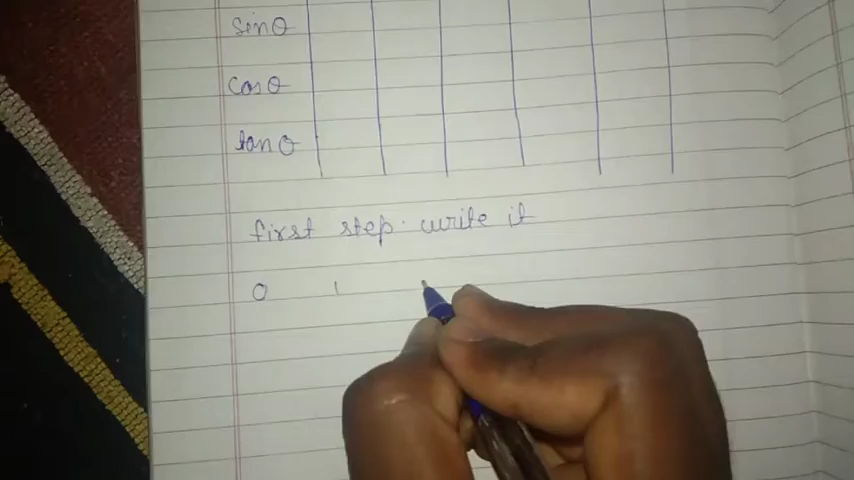 sinθ
cosθ
tanθ
first step. write it
0 1